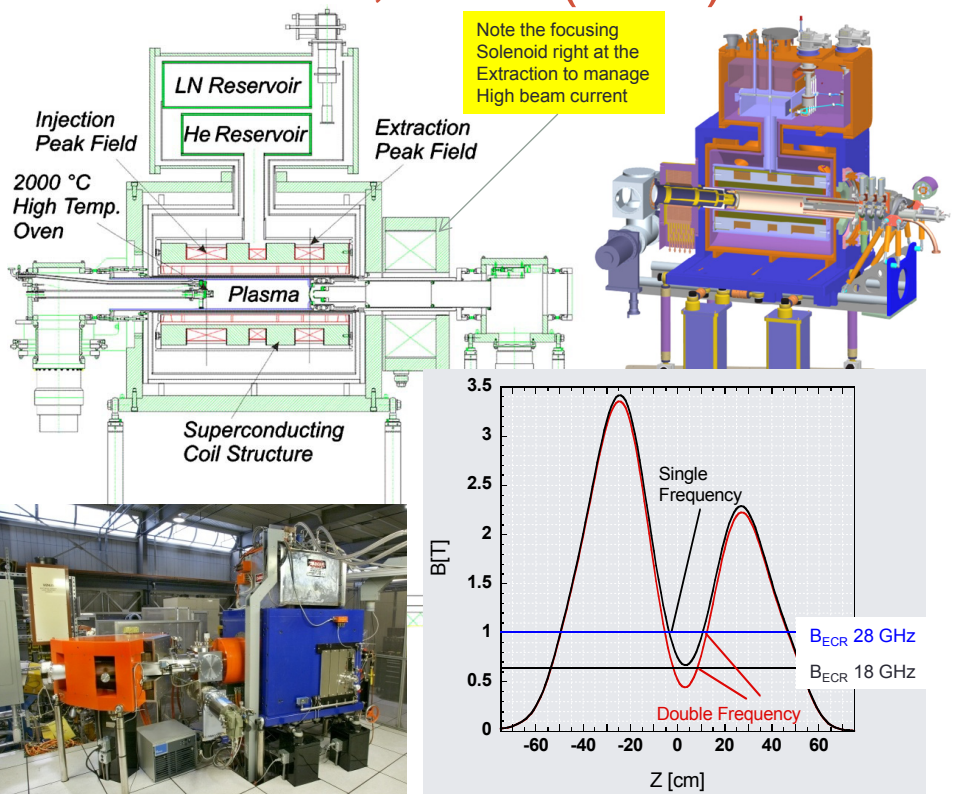 Note the focusing
Solenoid right at the
Extraction to manage
High beam current
LN Reservoir
He Reservoir
Injection
Peak Field
Extraction
Peak Field
2000 °C
High Temp.
Oven
Plasma
Superconducting
Coil Structure
3.5
3
2.5
2
1.5
1
0.5
0
B[T]
Single
Frequency
B_ECR 28 GHz
B_ECR 18 GHz
Double Frequency
-60 -40 -20 0 20 40 60
Z [cm]